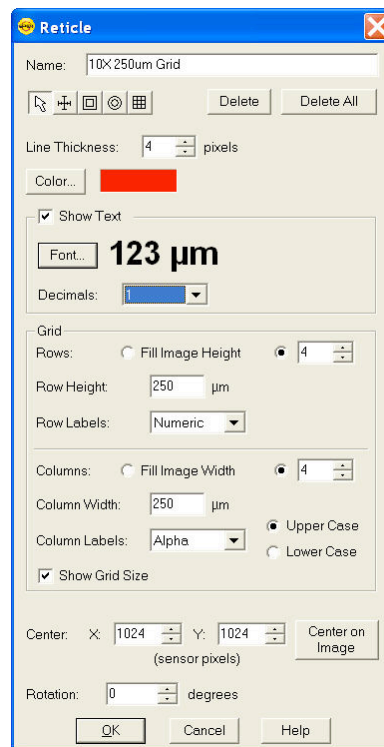 Reticle
Name: 10X 250um Grid
Delete Delete All
Line Thickness: 4 pixels
Color...
Show Text
Font... 123 µm
Decimals: 1
Grid
Rows: Fill Image Height 4
Row Height: 250 µm
Row Labels: Numeric
Columns: Fill Image Width 4
Column Width: 250 µm
Column Labels: Alpha
Upper Case
Lower Case
Show Grid Size
Center: X: 1024 Y: 1024
(sensor pixels)
Center on
Image
Rotation: 0 degrees
OK Cancel Help